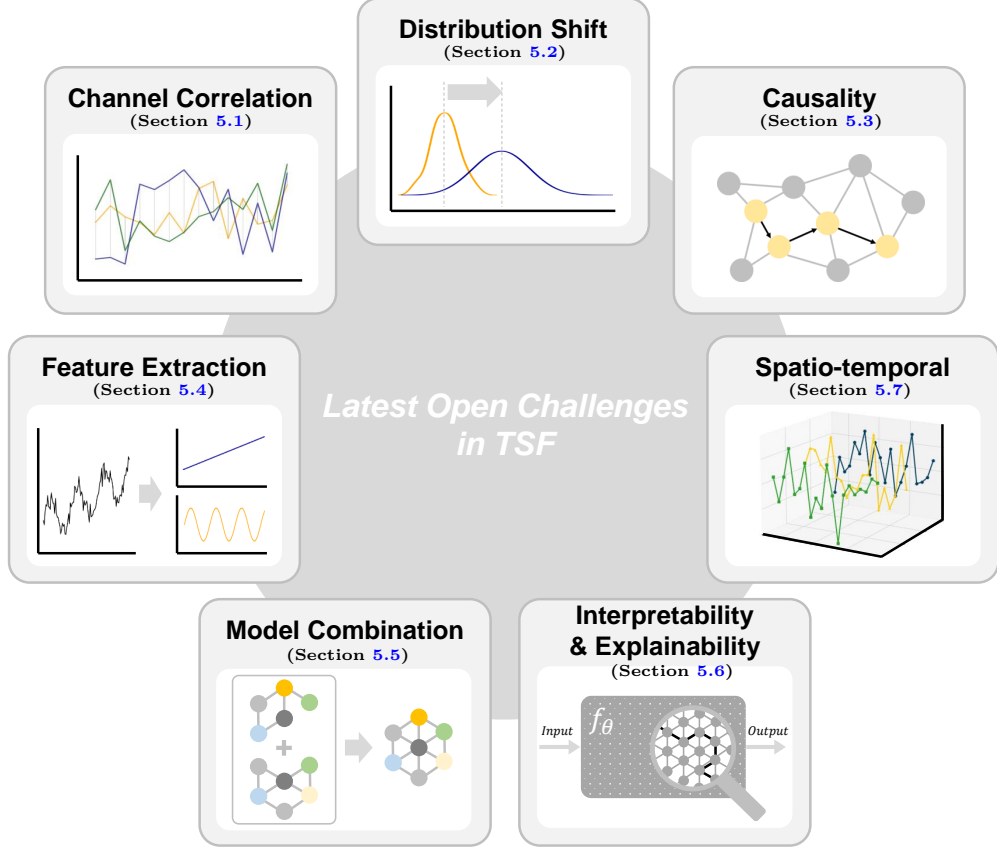 Distribution Shift
(Section 5.2)
Channel Correlation
(Section 5.1)
Causality
(Section 5.3)
Feature Extraction
(Section 5.4)
Latest Open Challenges
in TSF
Spatio-temporal
(Section 5.7)
Model Combination
(Section 5.5)
Interpretability
& Explainability
(Section 5.6)
Input
f_θ
Output